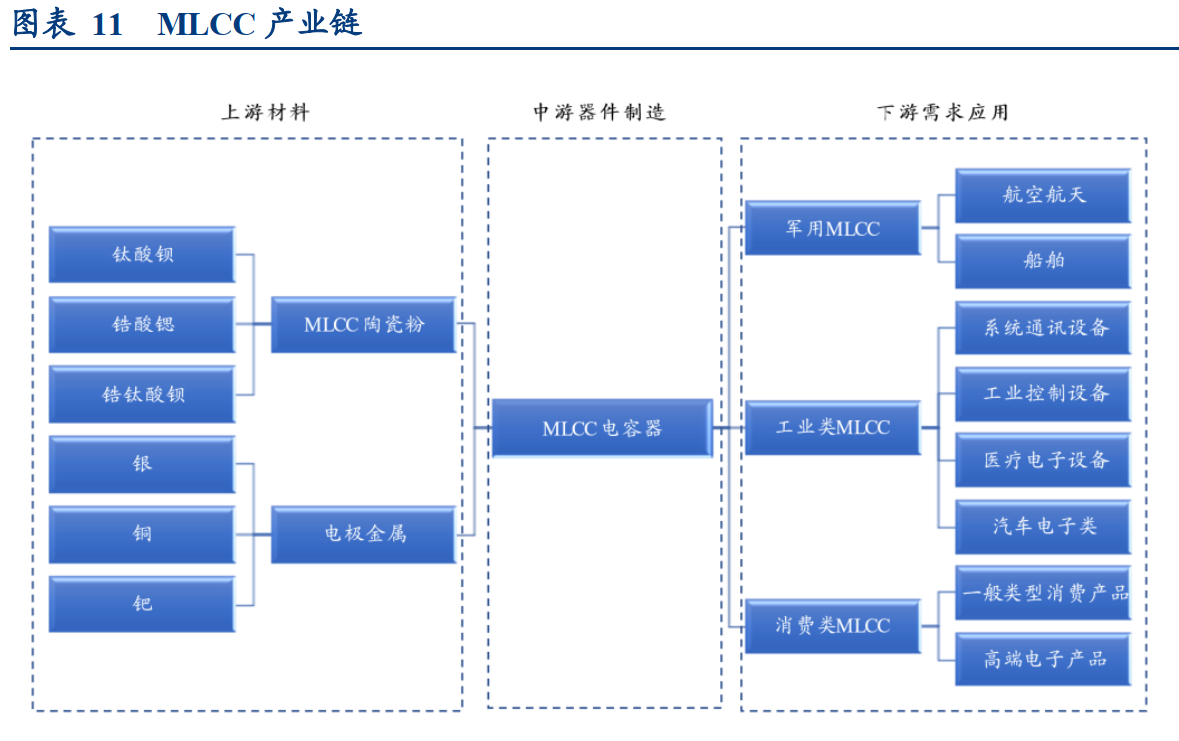 图表 11 MLCC 产业链
上游材料
中游器件制造
下游需求应用
钛酸钡
锆酸锶
锆钛酸钡
银
铜
钯
MLCC 陶瓷粉
电极金属
MLCC 电容器
军用MLCC
工业类MLCC
消费类MLCC
航空航天
船舶
系统通讯设备
工业控制设备
医疗电子设备
汽车电子类
一般类型消费产品
高端电子产品